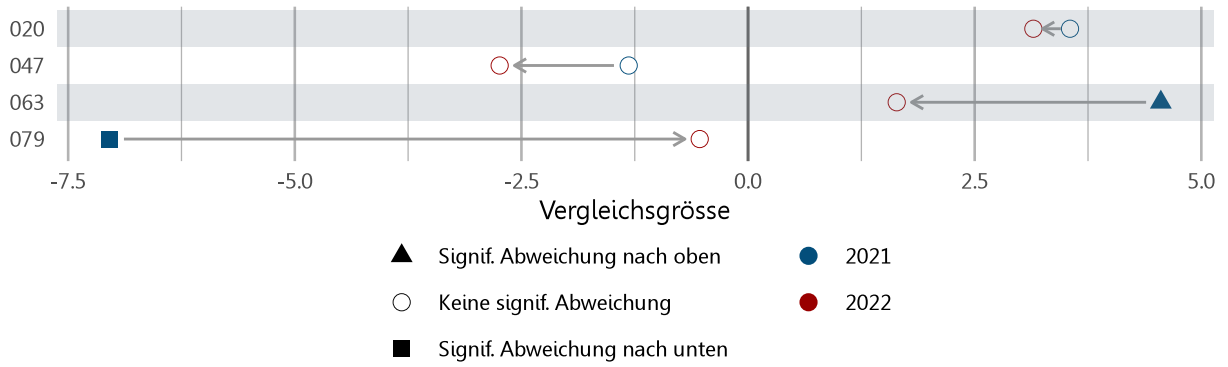 020
047
063
079
-7.5 -5.0 -2.5 0.0 2.5 5.0
Vergleichsgrösse
Signif. Abweichung nach oben 2021
Keine signif. Abweichung 2022
Signif. Abweichung nach unten